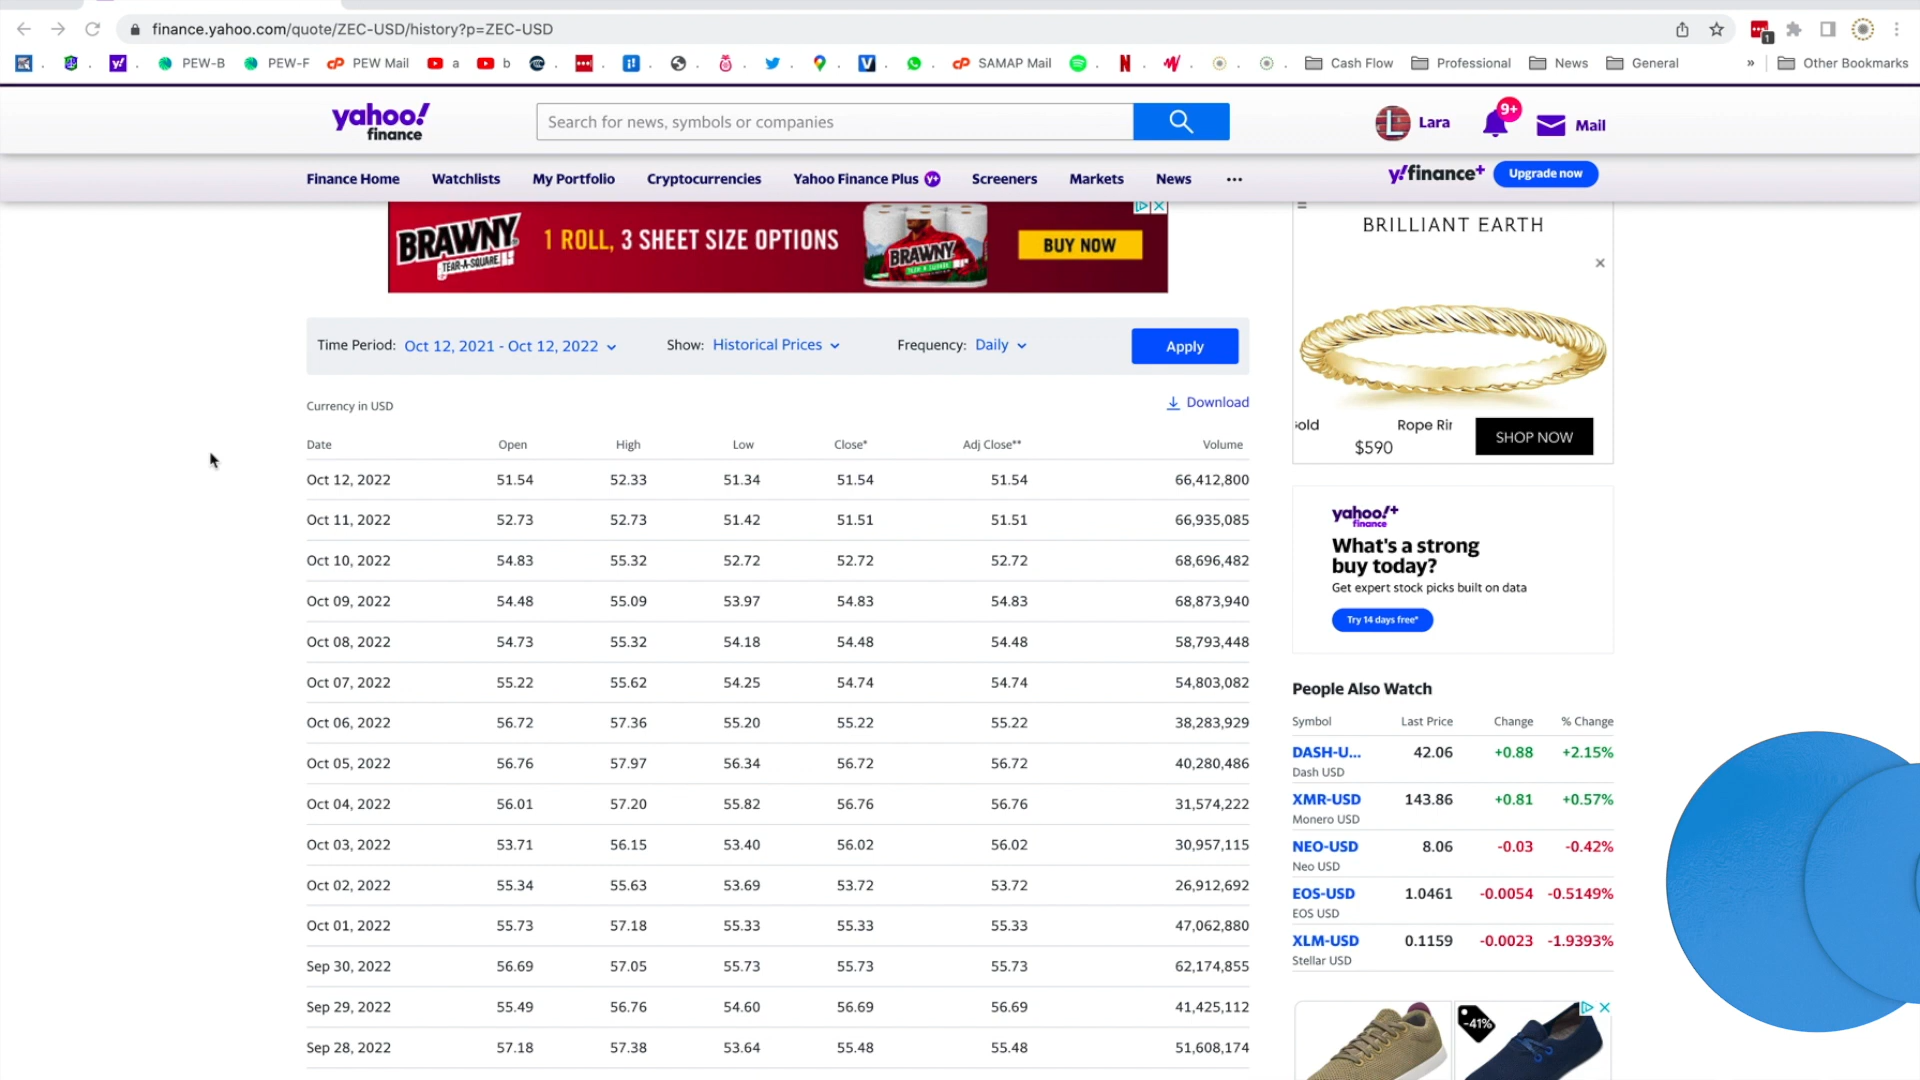 finance.yahoo.com/quote/ZEC-USD/history?p=ZEC-USD
1
PEW-B PEW-F PEW Mail a b SAMAP Mail Cash Flow Professional News General » Other Bookmarks
yahoo!
finance
Search for news, symbols or companies
L Lara 9+ Mail
Finance Home Watchlists My Portfolio Cryptocurrencies Yahoo Finance Plus Y+ Screeners Markets News ...
y!finance+ Upgrade now
BRAWNY
TEAR-A-SQUARE
1 ROLL, 3 SHEET SIZE OPTIONS
BRAWNY
BUY NOW
BRILLIANT EARTH
Time Period: Oct 12, 2021 - Oct 12, 2022 Show: Historical Prices Frequency: Daily Apply
old Rope Rir
$590
SHOP NOW
Currency in USD Download
Date Open High Low Close* Adj Close** Volume
Oct 12, 2022 51.54 52.33 51.34 51.54 51.54 66,412,800
Oct 11, 2022 52.73 52.73 51.42 51.51 51.51 66,935,085
Oct 10, 2022 54.83 55.32 52.72 52.72 52.72 68,696,482
Oct 09, 2022 54.48 55.09 53.97 54.83 54.83 68,873,940
Oct 08, 2022 54.73 55.32 54.18 54.48 54.48 58,793,448
Oct 07, 2022 55.22 55.62 54.25 54.74 54.74 54,803,082
Oct 06, 2022 56.72 57.36 55.20 55.22 55.22 38,283,929
Oct 05, 2022 56.76 57.97 56.34 56.72 56.72 40,280,486
Oct 04, 2022 56.01 57.20 55.82 56.76 56.76 31,574,222
Oct 03, 2022 53.71 56.15 53.40 56.02 56.02 30,957,115
Oct 02, 2022 55.34 55.63 53.69 53.72 53.72 26,912,692
Oct 01, 2022 55.73 57.18 55.33 55.33 55.33 47,062,880
Sep 30, 2022 56.69 57.05 55.73 55.73 55.73 62,174,855
Sep 29, 2022 55.49 56.76 54.60 56.69 56.69 41,425,112
Sep 28, 2022 57.18 57.38 53.64 55.48 55.48 51,608,174
yahoo!+
finance
What's a strong
buy today?
Get expert stock picks built on data
Try 14 days free*
People Also Watch
Symbol Last Price Change % Change
DASH-U... 42.06 +0.88 +2.15%
Dash USD
XMR-USD 143.86 +0.81 +0.57%
Monero USD
NEO-USD 8.06 -0.03 -0.42%
Neo USD
EOS-USD 1.0461 -0.0054 -0.5149%
EOS USD
XLM-USD 0.1159 -0.0023 -1.9393%
Stellar USD
-41%